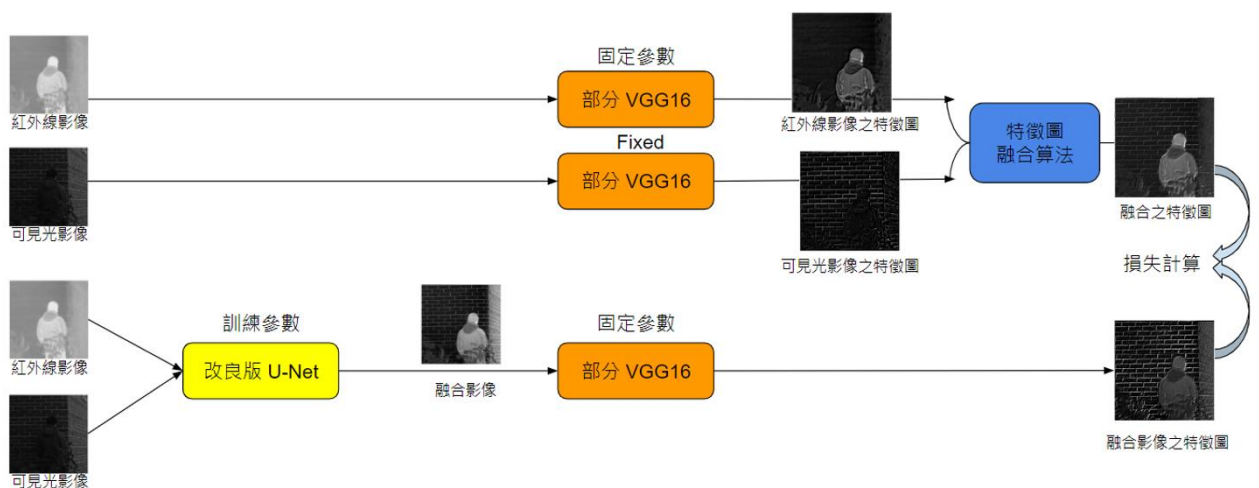 固定參數
部分 VGG16
紅外線影像
紅外線影像之特徵圖
Fixed
部分 VGG16
可見光影像
可見光影像之特徵圖
特徵圖
融合算法
融合之特徵圖
損失計算
紅外線影像
可見光影像
訓練參數
改良版 U-Net
融合影像
固定參數
部分 VGG16
融合影像之特徵圖